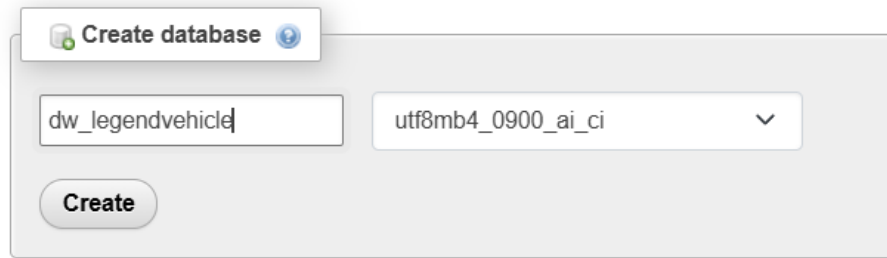 Create database
dw_legendvehicle
utf8mb4_0900_ai_ci
Create